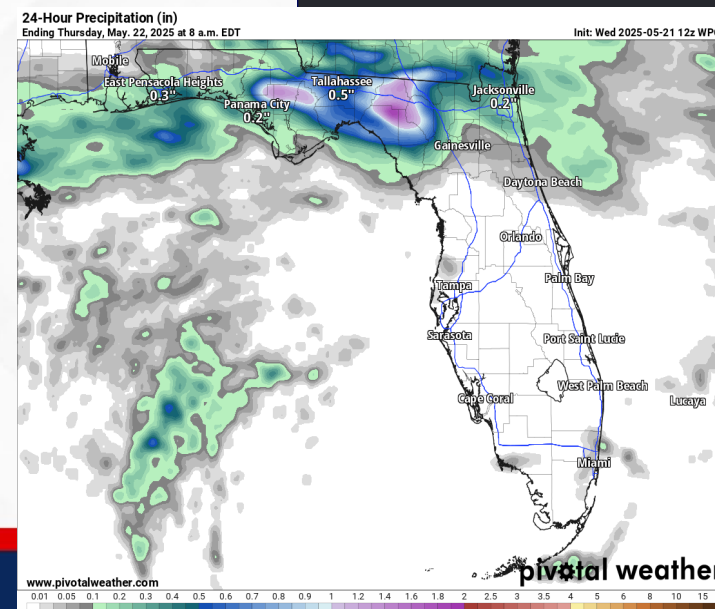 24-Hour Precipitation (in)
Ending Thursday, May. 22, 2025 at 8 a.m. EDT
Init: Wed 2025-05-21 12z WPC
Mobile
East Pensacola Heights
0.3"
Tallahassee
0.5"
Jacksonville
0.2"
Panama City
0.2"
Gainesville
Daytona Beach
Orlando
Palm Bay
Tampa
Sarasota
Port Saint Lucie
West Palm Beach
Cape Coral
Lucaya
Miami
www.pivotalweather.com
pivotal weather
0.01 0.05 0.1 0.2 0.3 0.4 0.5 0.6 0.7 0.8 0.9 1 1.2 1.4 1.6 1.8 2 2.5 3 3.5 4 5 6 8 10 15